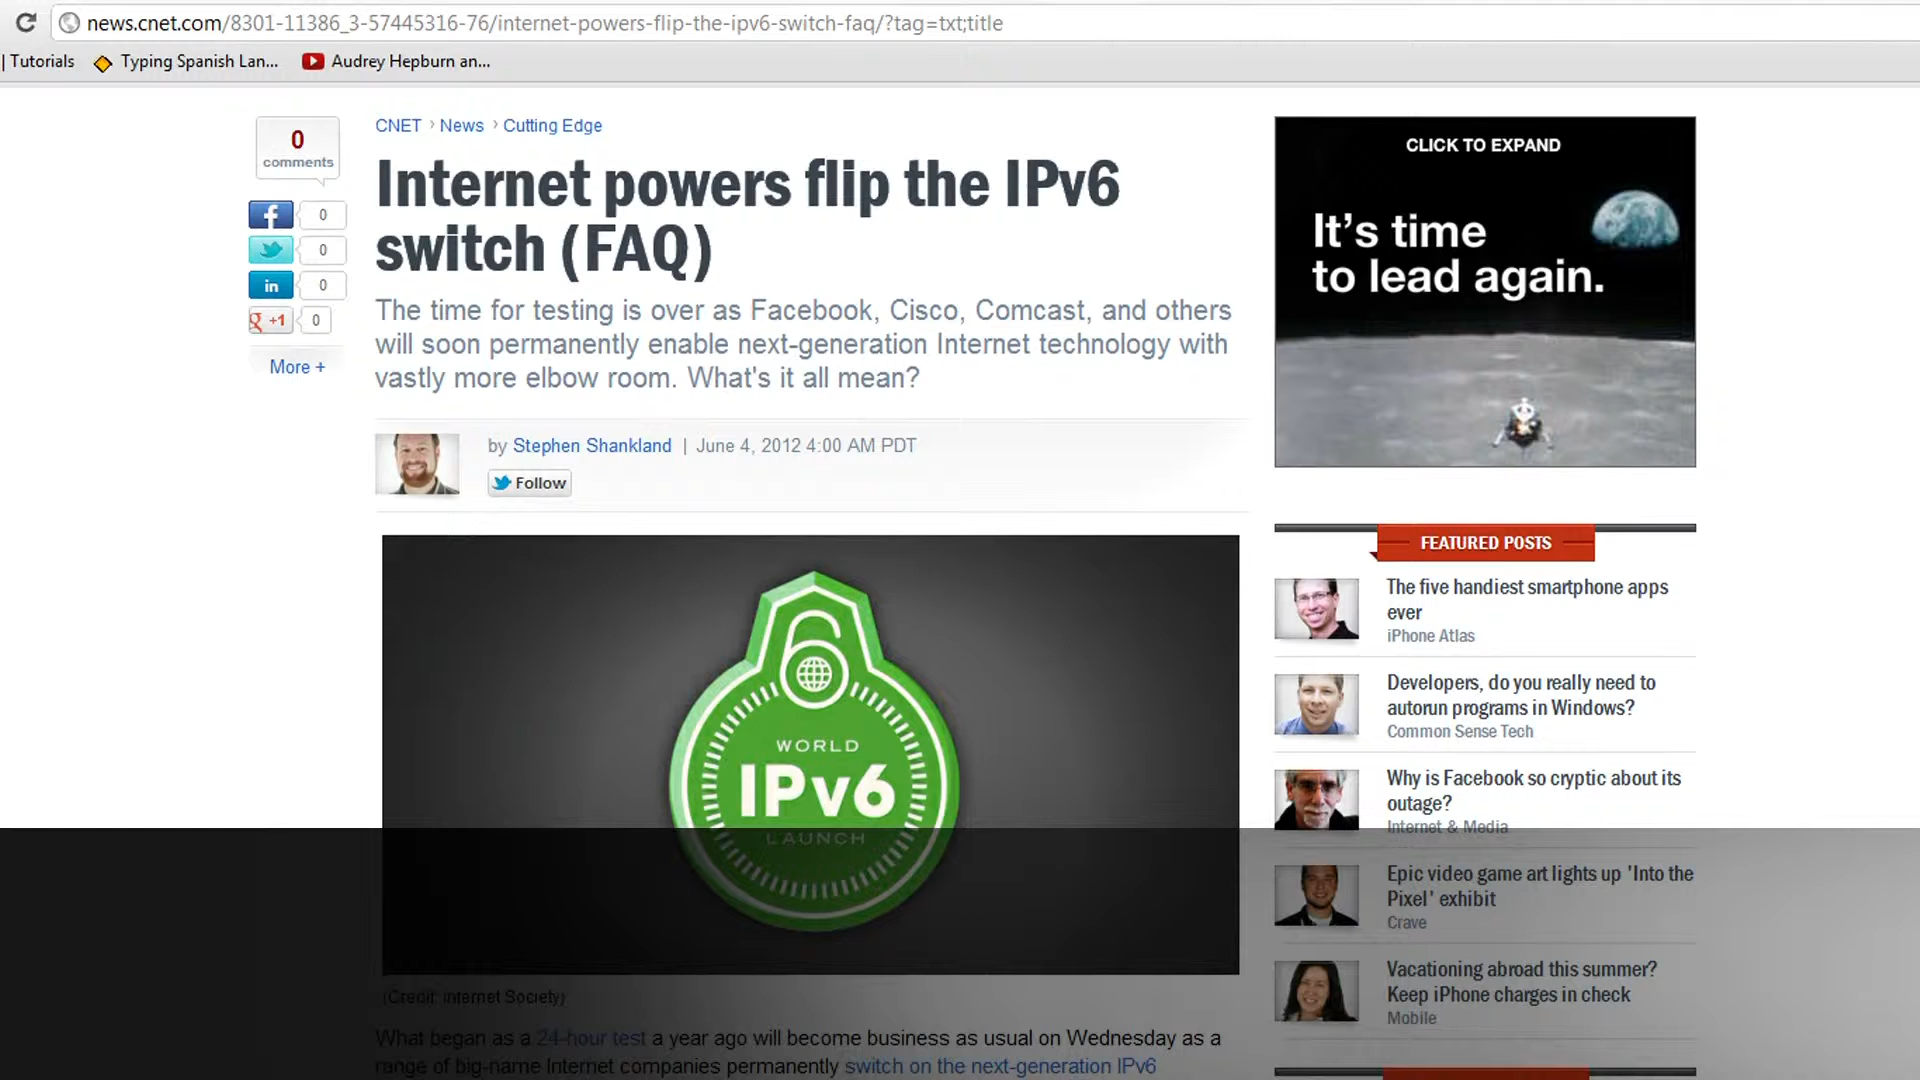 news.cnet.com/8301-11386_3-57445316-76/internet-powers-flip-the-ipv6-switch-faq/?tag=txt;title
| Tutorials
Typing Spanish Lan...
Audrey Hepburn an...
0
comments
0
0
in
0
+1
0
More +
CNET › News › Cutting Edge
Internet powers flip the IPv6
switch (FAQ)
The time for testing is over as Facebook, Cisco, Comcast, and others
will soon permanently enable next-generation Internet technology with
vastly more elbow room. What's it all mean?
by Stephen Shankland | June 4, 2012 4:00 AM PDT
Follow
WORLD
IPv6
LAUNCH
(Credit: Internet Society)
What began as a 24-hour test a year ago will become business as usual on Wednesday as a
range of big-name Internet companies permanently switch on the next-generation IPv6
CLICK TO EXPAND
It's time
to lead again.
FEATURED POSTS
The five handiest smartphone apps
ever
iPhone Atlas
Developers, do you really need to
autorun programs in Windows?
Common Sense Tech
Why is Facebook so cryptic about its
outage?
Internet & Media
Epic video game art lights up 'Into the
Pixel' exhibit
Crave
Vacationing abroad this summer?
Keep iPhone charges in check
Mobile